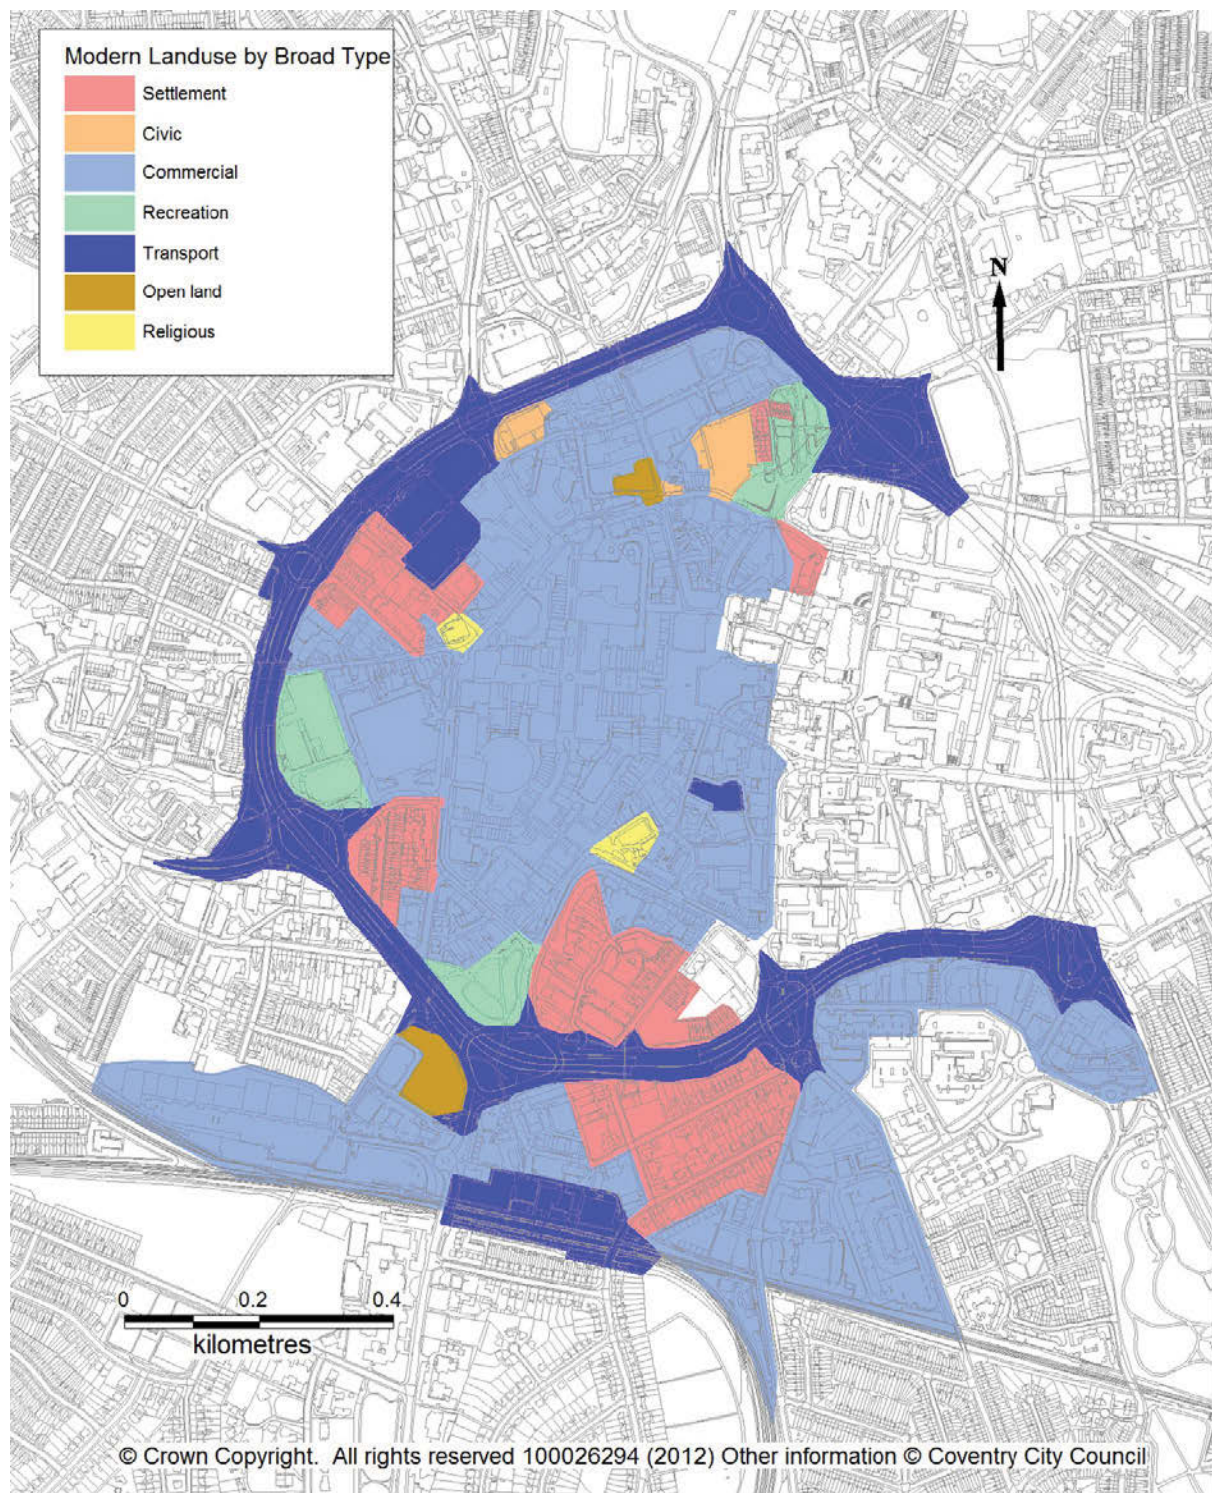 Modern Landuse by Broad Type
Settlement
Civic
Commercial
Recreation
Transport
Open land
Religious
N
0 0.2 0.4
kilometres
© Crown Copyright. All rights reserved 100026294 (2012) Other information © Coventry City Council